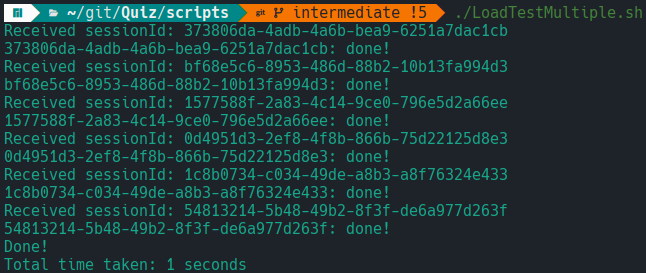 ~/git/Quiz/scripts git intermediate !5 ./LoadTestMultiple.sh
Received sessionId: 373806da-4adb-4a6b-bea9-6251a7dac1cb
373806da-4adb-4a6b-bea9-6251a7dac1cb: done!
Received sessionId: bf68e5c6-8953-486d-88b2-10b13fa994d3
bf68e5c6-8953-486d-88b2-10b13fa994d3: done!
Received sessionId: 1577588f-2a83-4c14-9ce0-796e5d2a66ee
1577588f-2a83-4c14-9ce0-796e5d2a66ee: done!
Received sessionId: 0d4951d3-2ef8-4f8b-866b-75d22125d8e3
0d4951d3-2ef8-4f8b-866b-75d22125d8e3: done!
Received sessionId: 1c8b0734-c034-49de-a8b3-a8f76324e433
1c8b0734-c034-49de-a8b3-a8f76324e433: done!
Received sessionId: 54813214-5b48-49b2-8f3f-de6a977d263f
54813214-5b48-49b2-8f3f-de6a977d263f: done!
Done!
Total time taken: 1 seconds